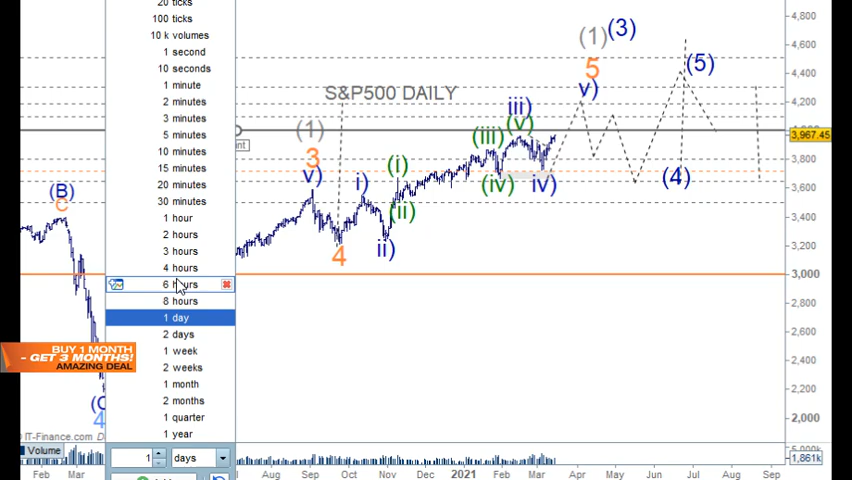 20 ticks
100 ticks
10 k volumes
1 second
10 seconds
1 minute
2 minutes
3 minutes
5 minutes
10 minutes
15 minutes
20 minutes
30 minutes
1 hour
2 hours
3 hours
4 hours
6 hours
8 hours
1 day
2 days
1 week
2 weeks
1 month
2 months
1 quarter
1 year
1 days
S&P500 DAILY
(B)
C
4
BUY 1 MONTH
- GET 3 MONTHS!
AMAZING DEAL
© IT-Finance.com
Volume
(1)
3
v)
4
i)
ii)
(i)
(ii)
(iii)
(iv)
iii)
(v)
iv)
(1) (3)
5
v)
(5)
(4)
4,800
4,600
4,400
4,200
3,967.45
3,800
3,600
3,400
3,200
3,000
2,800
2,600
2,400
2,200
2,000
1,861k
Feb Mar Aug Sep Oct Nov Dec 2021 Feb Mar Apr May Jun Jul Aug Sep